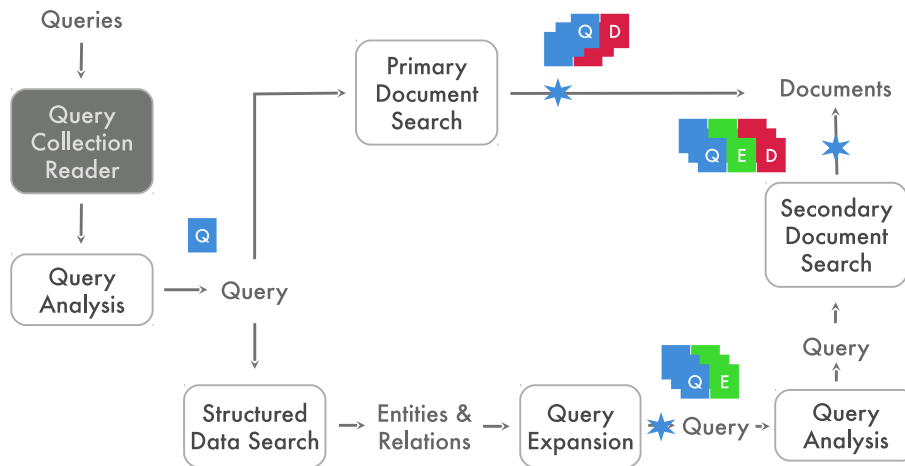 Queries
Query
Collection
Reader
Query
Analysis
Q
Query
Primary
Document
Search
Q D
Documents
Q E D
Secondary
Document
Search
Query
Structured
Data Search
Entities &
Relations
Query
Expansion
Q E
Query
Query
Analysis